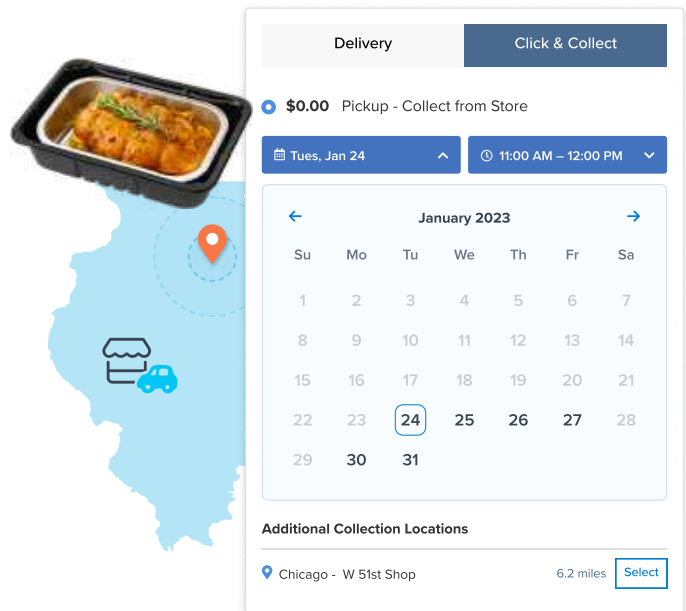 Delivery
Click & Collect
$0.00 Pickup - Collect from Store
Tues, Jan 24
11:00 AM – 12:00 PM
January 2023
Su Mo Tu We Th Fr Sa
1 2 3 4 5 6 7
8 9 10 11 12 13 14
15 16 17 18 19 20 21
22 23 24 25 26 27 28
29 30 31
Additional Collection Locations
Chicago - W 51st Shop 6.2 miles Select